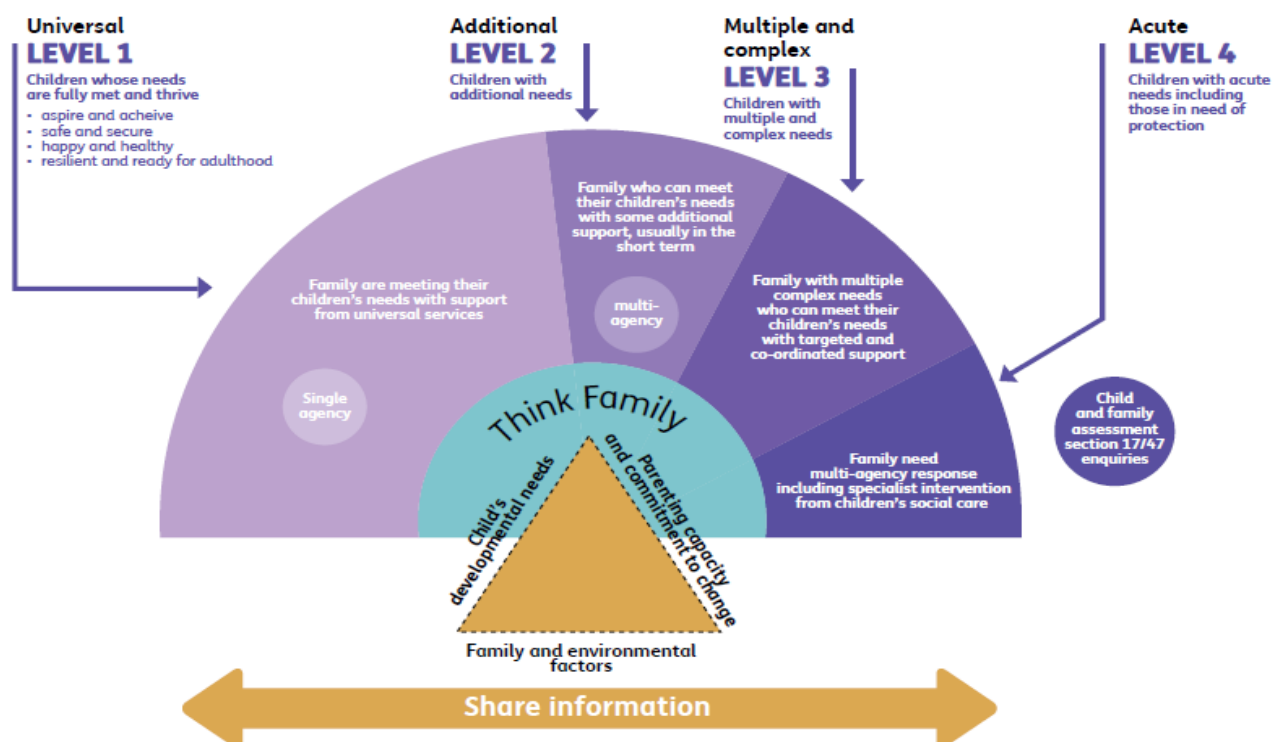 Universal
LEVEL 1
Children whose needs
are fully met and thrive
• aspire and acheive
• safe and secure
• happy and healthy
• resilient and ready for adulthood
Additional
LEVEL 2
Children with
additional needs
Multiple and
complex
LEVEL 3
Children with
multiple and
complex needs
Acute
LEVEL 4
Children with acute
needs including
those in need of
protection
Family are meeting their
children's needs with support
from universal services
Single
agency
Family who can meet
their children's needs
with some additional
support, usually in the
short term
multi-
agency
Family with multiple
complex needs
who can meet their
children's needs
with targeted and
co-ordinated support
Family need
multi-agency response
including specialist intervention
from children's social care
Child
and family
assessment
section 17/47
enquiries
Think Family
Child's
developmental needs
Parenting capacity
and commitment to change
Family and environmental
factors
Share information